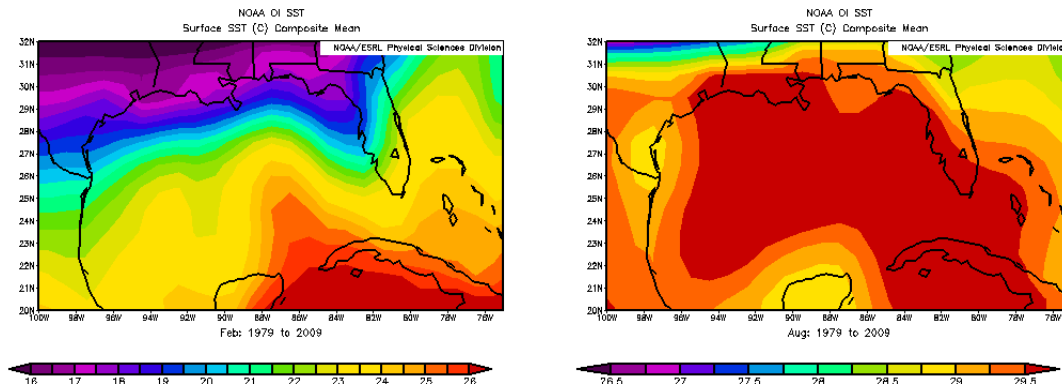 NOAA OI SST
Surface SST (C) Composite Mean
NOAA/ESRL Physical Sciences Division
32N
31N
30N
29N
28N
27N
26N
25N
24N
23N
22N
21N
20N
100W 98W 96W 94W 92W 90W 88W 86W 84W 82W 80W 78W 76W
Feb: 1979 to 2009
16 17 18 19 20 21 22 23 24 25 26
NOAA OI SST
Surface SST (C) Composite Mean
NOAA/ESRL Physical Sciences Division
32N
31N
30N
29N
28N
27N
26N
25N
24N
23N
22N
21N
20N
100W 98W 96W 94W 92W 90W 88W 86W 84W 82W 80W 78W 76W
Aug: 1979 to 2009
26.5 27 27.5 28 28.5 29 29.5